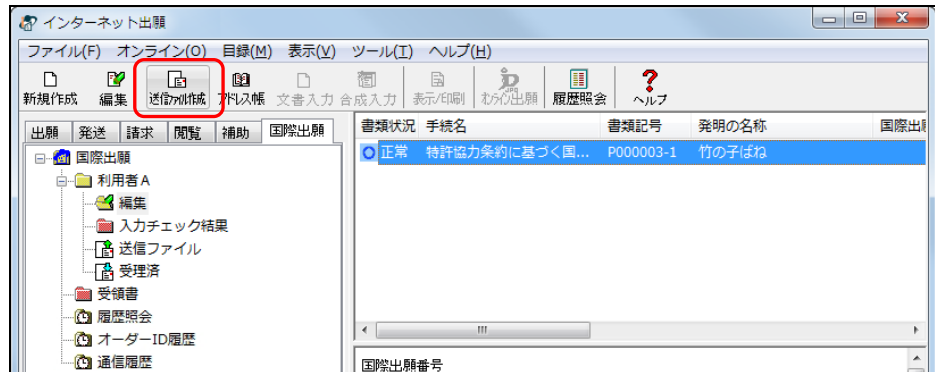 インターネット出願
ファイル(F) オンライン(O) 目録(M) 表示(V) ツール(T) ヘルプ(H)
新規作成 編集 送信ファイル作成 アドレス帳 文書入力 合成入力 表示/印刷 オンライン出願 履歴照会 ヘルプ
出願 発送 請求 閲覧 補助 国際出願
書類状況 手続名 書類記号 発明の名称 国際出願
正常 特許協力条約に基づく国... P000003-1 竹の子ばね
国際出願
利用者A
編集
入力チェック結果
送信ファイル
受理済
受領書
履歴照会
オーダーID履歴
通信履歴
国際出願番号